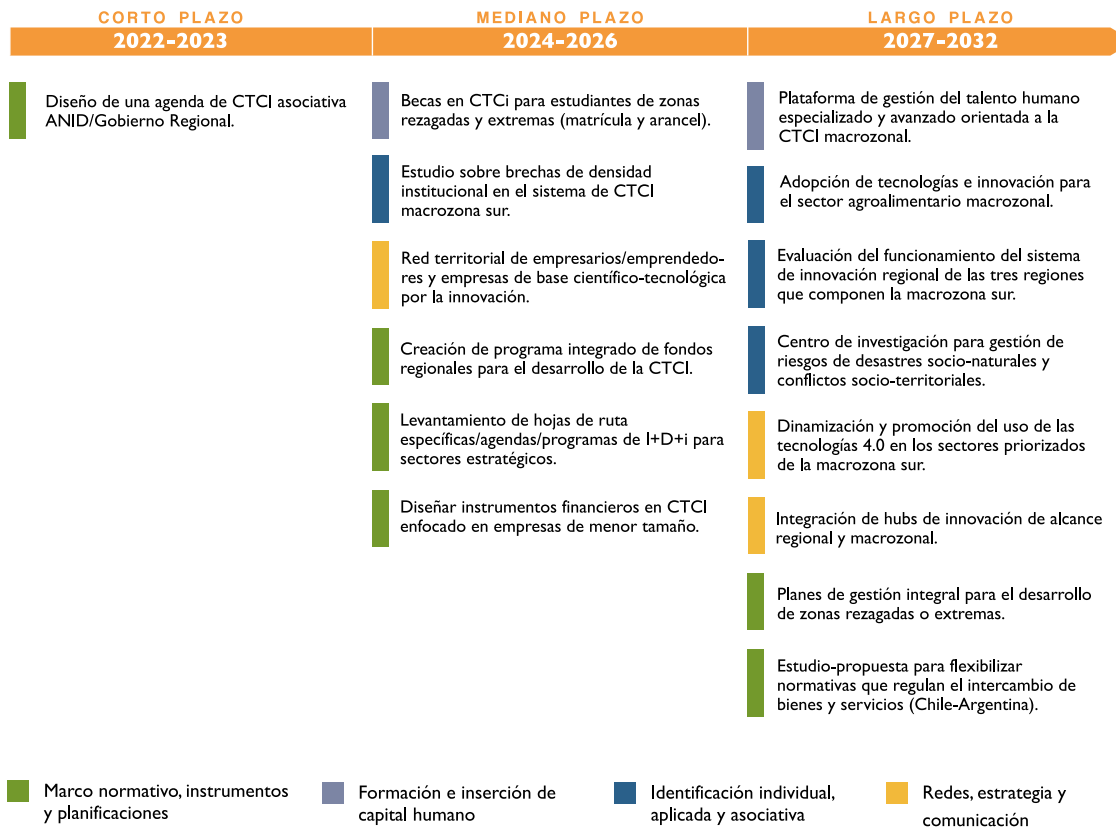 CORTO PLAZO
2022-2023
Diseño de una agenda de CTCI asociativa
ANID/Gobierno Regional.
MEDIANO PLAZO
2024-2026
Becas en CTCi para estudiantes de zonas
rezagadas y extremas (matrícula y arancel).
Estudio sobre brechas de densidad
institucional en el sistema de CTCI
macrozona sur.
Red territorial de empresarios/emprendedo-
res y empresas de base científico-tecnológica
por la innovación.
Creación de programa integrado de fondos
regionales para el desarrollo de la CTCI.
Levantamiento de hojas de ruta
específicas/agendas/programas de I+D+i para
sectores estratégicos.
Diseñar instrumentos financieros en CTCI
enfocado en empresas de menor tamaño.
LARGO PLAZO
2027-2032
Plataforma de gestión del talento humano
especializado y avanzado orientada a la
CTCI macrozonal.
Adopción de tecnologías e innovación para
el sector agroalimentario macrozonal.
Evaluación del funcionamiento del sistema
de innovación regional de las tres regiones
que componen la macrozona sur.
Centro de investigación para gestión de
riesgos de desastres socio-naturales y
conflictos socio-territoriales.
Dinamización y promoción del uso de las
tecnologías 4.0 en los sectores priorizados
de la macrozona sur.
Integración de hubs de innovación de alcance
regional y macrozonal.
Planes de gestión integral para el desarrollo
de zonas rezagadas o extremas.
Estudio-propuesta para flexibilizar
normativas que regulan el intercambio de
bienes y servicios (Chile-Argentina).
Marco normativo, instrumentos
y planificaciones
Formación e inserción de
capital humano
Identificación individual,
aplicada y asociativa
Redes, estrategia y
comunicación